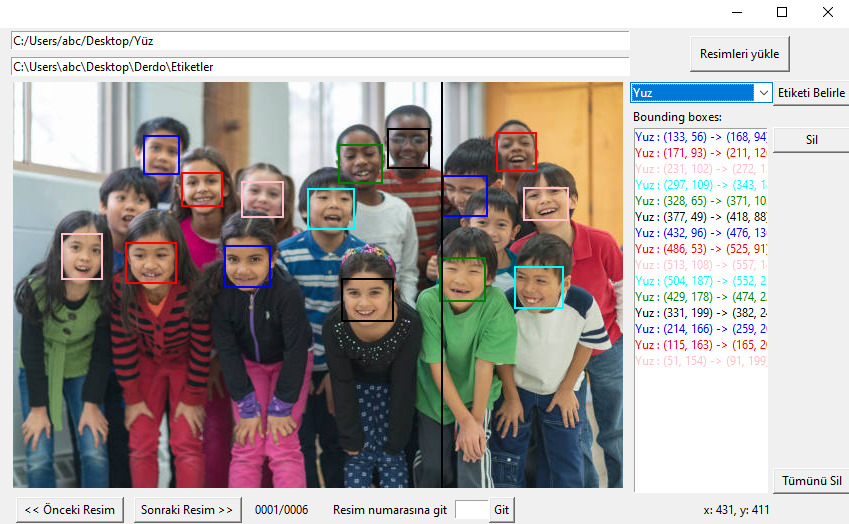 C:/Users/abc/Desktop/Yüz
Resimleri yükle
C:\Users\abc\Desktop\Derdo\Etiketler
Yuz
Etiketi Belirle
Bounding boxes:
Sil
Yuz : (133, 56) -> (168, 94)
Yuz : (171, 93) -> (211, 12
Yuz : (231, 102) -> (272, 1
Yuz : (297, 109) -> (343, 1
Yuz : (328, 65) -> (371, 10
Yuz : (377, 49) -> (418, 88)
Yuz : (432, 96) -> (476, 13
Yuz : (486, 53) -> (525, 91)
Yuz : (513, 108) -> (557, 1
Yuz : (504, 187) -> (552, 2
Yuz : (429, 178) -> (474, 2
Yuz : (331, 199) -> (382, 2
Yuz : (214, 166) -> (259, 2
Yuz : (115, 163) -> (165, 2
Yuz : (51, 154) -> (91, 199)
Tümünü Sil
<< Önceki Resim
Sonraki Resim >>
0001/0006
Resim numarasına git
Git
x: 431, y: 411